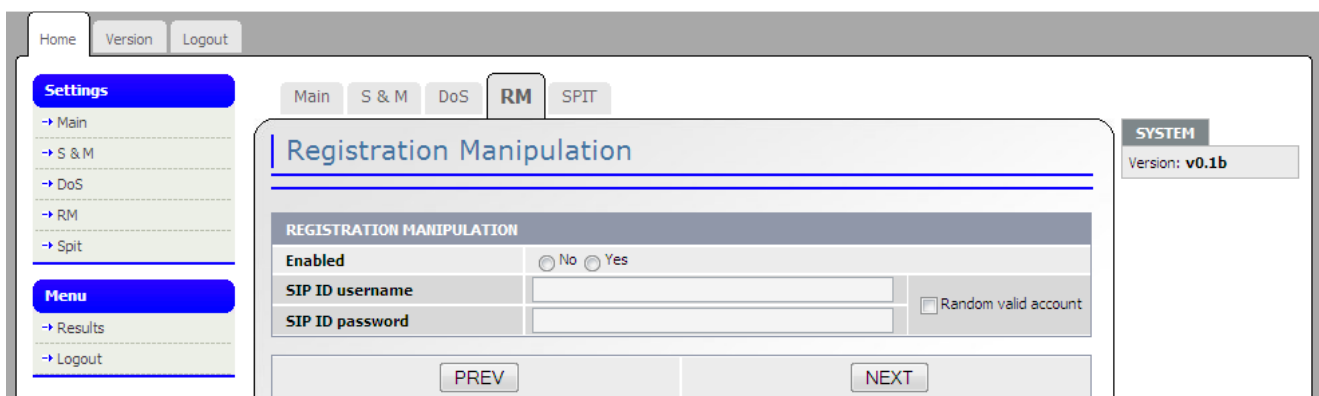 Home Version Logout
Settings
Main
S & M
DoS
RM
Spit
Menu
Results
Logout
Main S & M DoS RM SPIT
Registration Manipulation
REGISTRATION MANIPULATION
Enabled No Yes
SIP ID username
Random valid account
SIP ID password
PREV NEXT
SYSTEM
Version: v0.1b